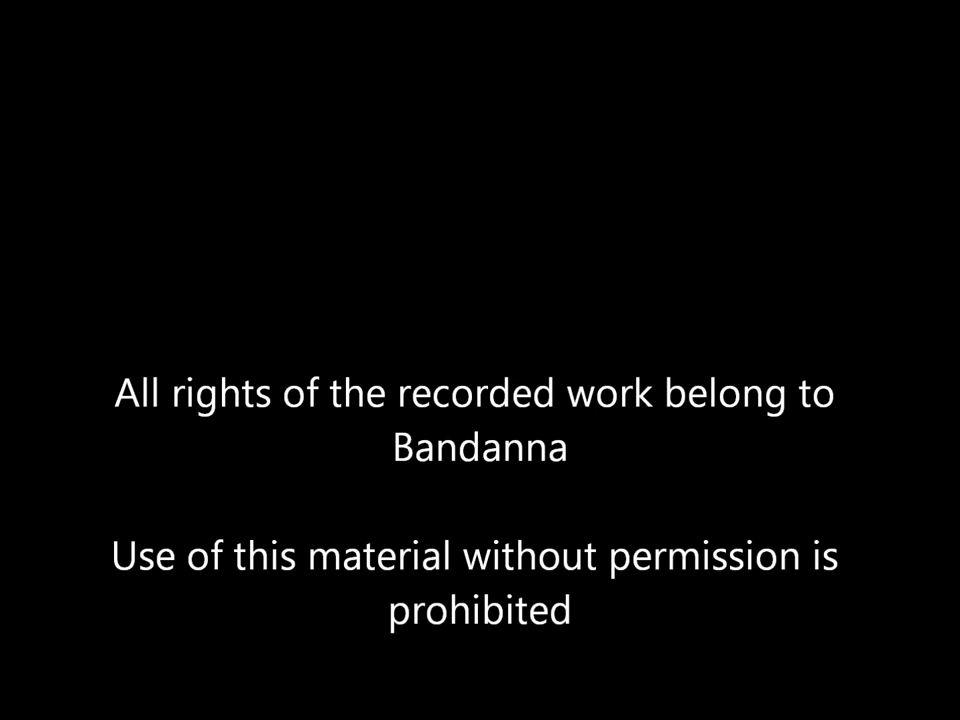 All rights of the recorded work belong to
Bandanna
Use of this material without permission is
prohibited